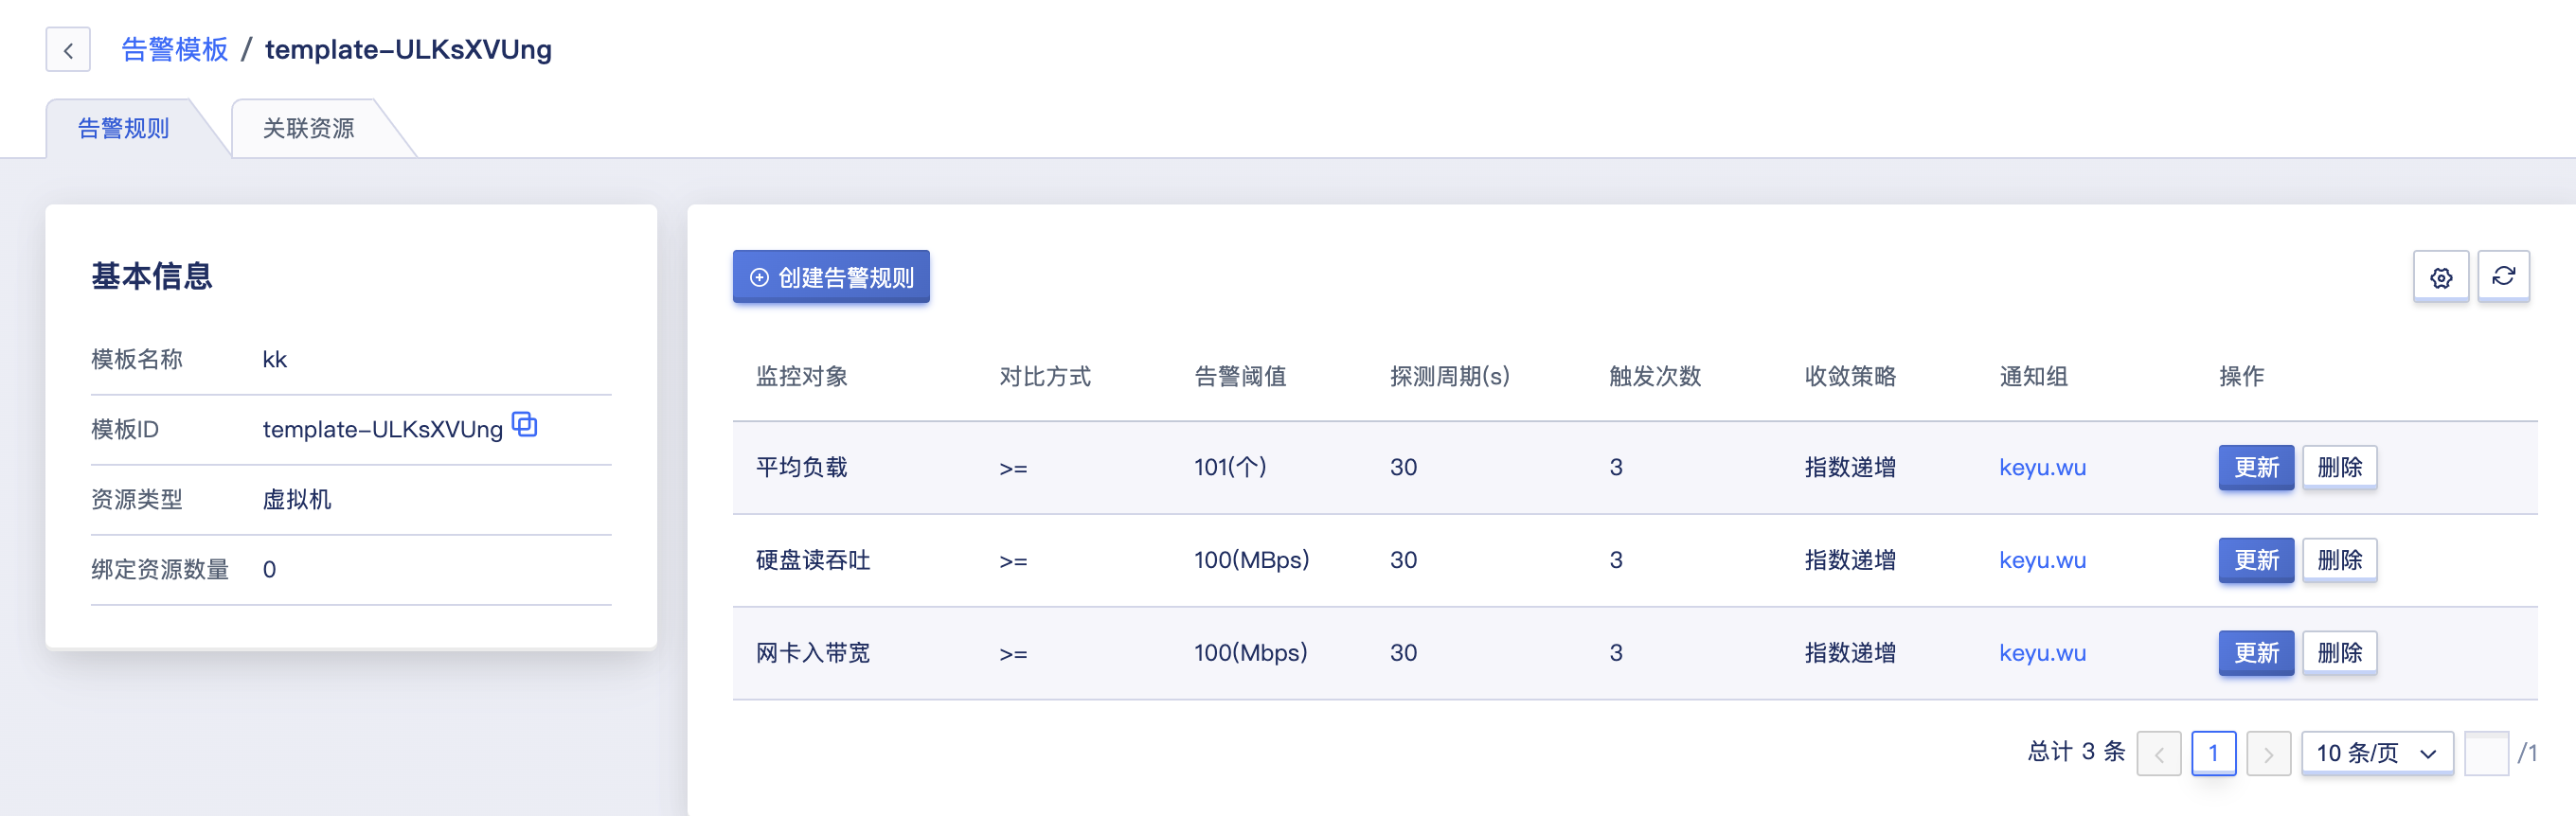 告警模板 / template-ULKsXVUng
告警规则 关联资源
基本信息
模板名称 kk
模板ID template-ULKsXVUng
资源类型 虚拟机
绑定资源数量 0
创建告警规则
监控对象 对比方式 告警阈值 探测周期(s) 触发次数 收敛策略 通知组 操作
平均负载 >= 101(个) 30 3 指数递增 keyu.wu 更新 删除
硬盘读吞吐 >= 100(MBps) 30 3 指数递增 keyu.wu 更新 删除
网卡入带宽 >= 100(Mbps) 30 3 指数递增 keyu.wu 更新 删除
总计 3 条 1 10 条/页 /1